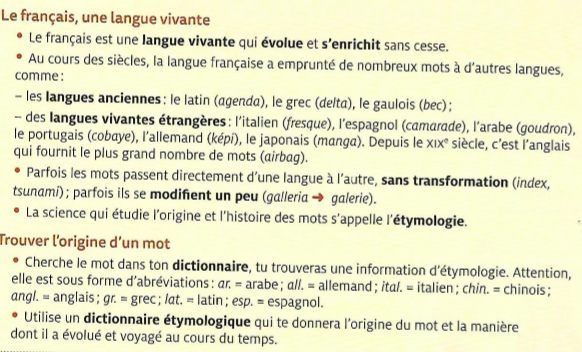 Le français, une langue vivante
• Le français est une langue vivante qui évolue et s'enrichit sans cesse.
• Au cours des siècles, la langue française a emprunté de nombreux mots à d'autres langues,
comme :
– les langues anciennes : le latin (agenda), le grec (delta), le gaulois (bec) ;
– des langues vivantes étrangères : l'italien (fresque), l'espagnol (camarade), l'arabe (goudron),
le portugais (cobaye), l'allemand (képi), le japonais (manga). Depuis le XIXe siècle, c'est l'anglais
qui fournit le plus grand nombre de mots (airbag).
• Parfois les mots passent directement d'une langue à l'autre, sans transformation (index,
tsunami) ; parfois ils se modifient un peu (galleria → galerie).
• La science qui étudie l'origine et l'histoire des mots s'appelle l'étymologie.
Trouver l'origine d'un mot
• Cherche le mot dans ton dictionnaire, tu trouveras une information d'étymologie. Attention,
elle est sous forme d'abréviations : ar. = arabe ; all. = allemand ; ital. = italien ; chin. = chinois ;
angl. = anglais ; gr. = grec ; lat. = latin ; esp. = espagnol.
• Utilise un dictionnaire étymologique qui te donnera l'origine du mot et la manière
dont il a évolué et voyagé au cours du temps.